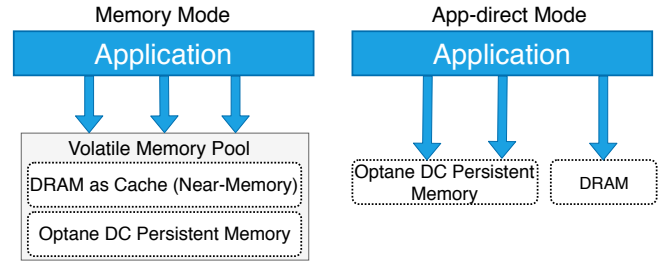 Memory Mode
Application
Volatile Memory Pool
DRAM as Cache (Near-Memory)
Optane DC Persistent Memory
App-direct Mode
Application
Optane DC Persistent
Memory
DRAM